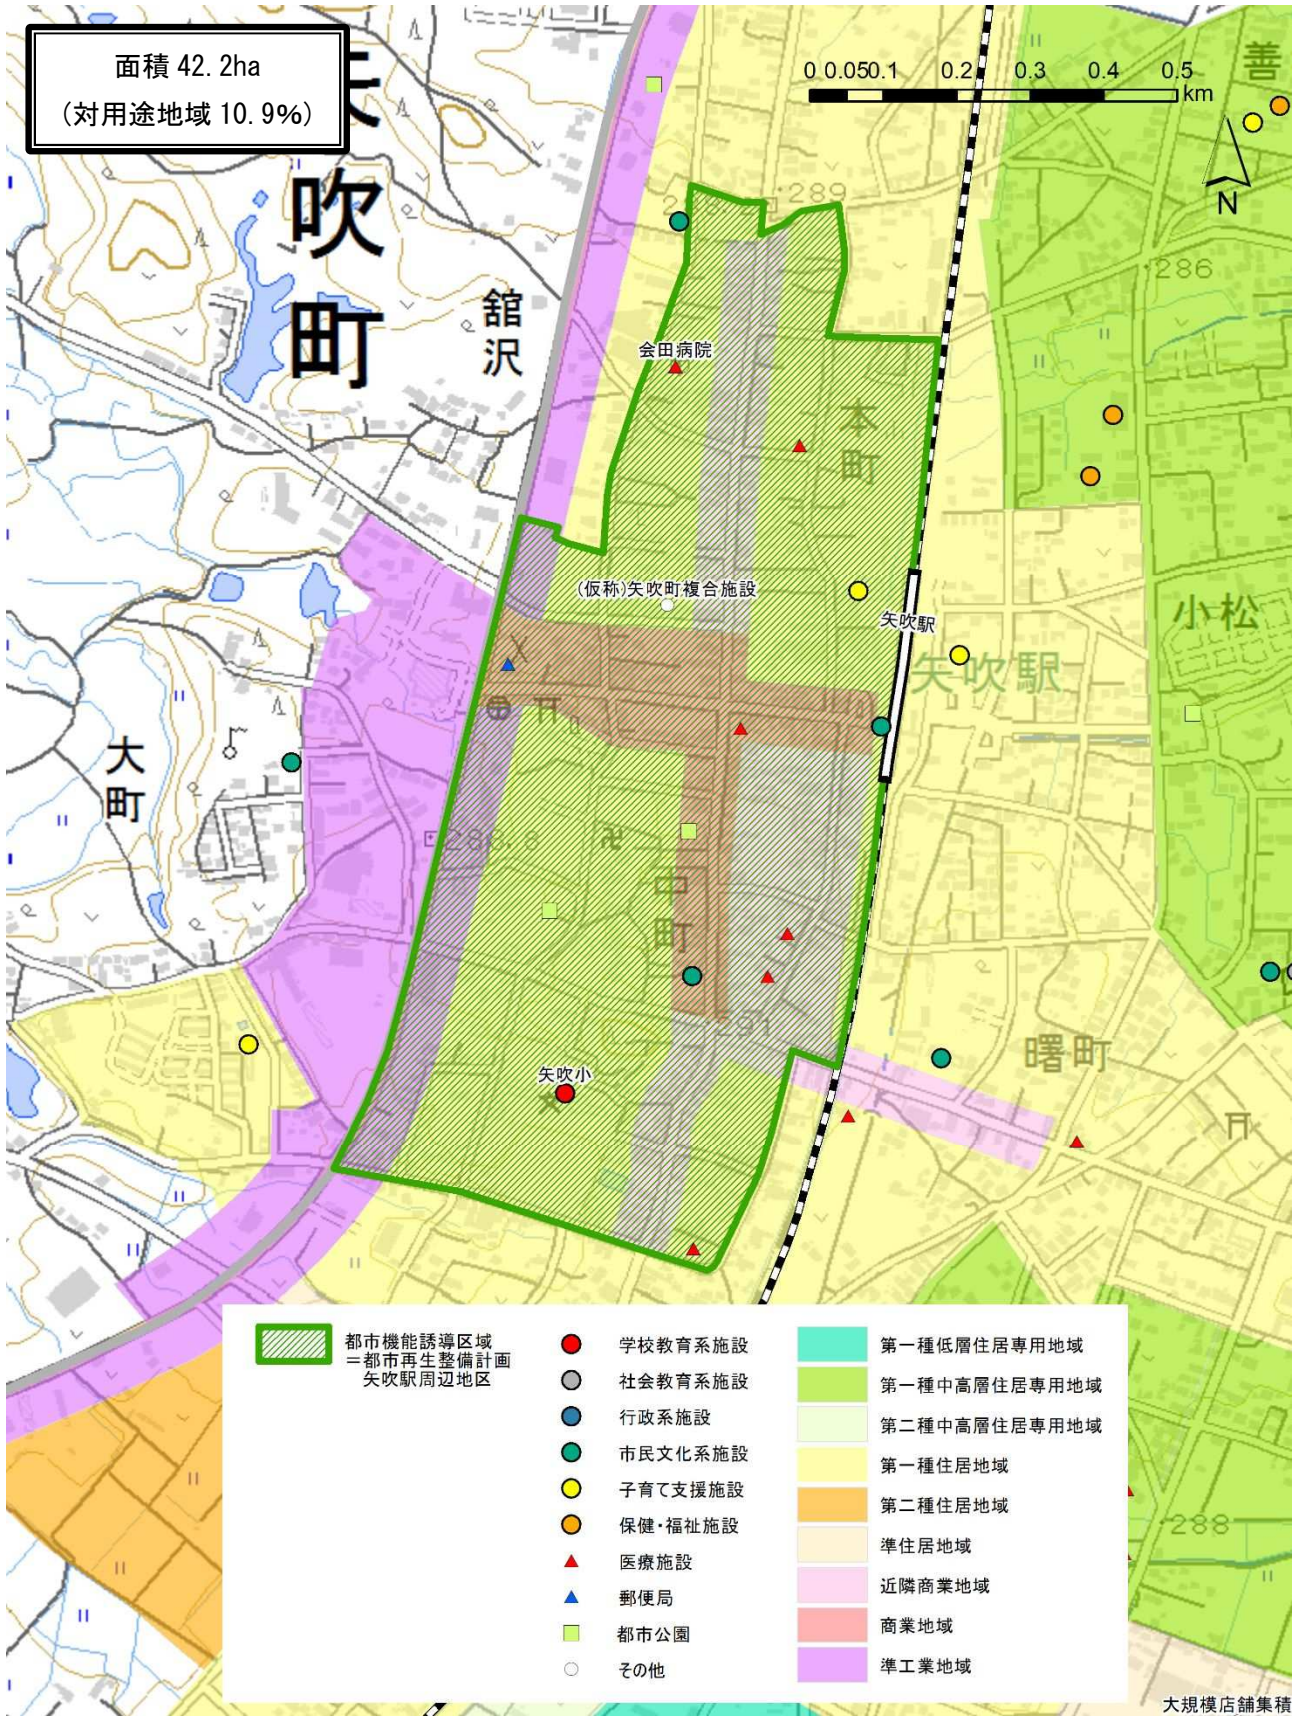 面積 42.2ha
(対用途地域 10.9%)
0 0.05 0.1 0.2 0.3 0.4 0.5
km
N
善
吹
町
舘
沢
289
286
会田病院
本
町
(仮称)矢吹町複合施設
矢吹駅
矢吹駅
小松
大
町
286.8
中
町
291
矢吹小
曙町
288
都市機能誘導区域
=都市再生整備計画
矢吹駅周辺地区
学校教育系施設
社会教育系施設
行政系施設
市民文化系施設
子育て支援施設
保健・福祉施設
医療施設
郵便局
都市公園
その他
第一種低層住居専用地域
第一種中高層住居専用地域
第二種中高層住居専用地域
第一種住居地域
第二種住居地域
準住居地域
近隣商業地域
商業地域
準工業地域
大規模店舗集積